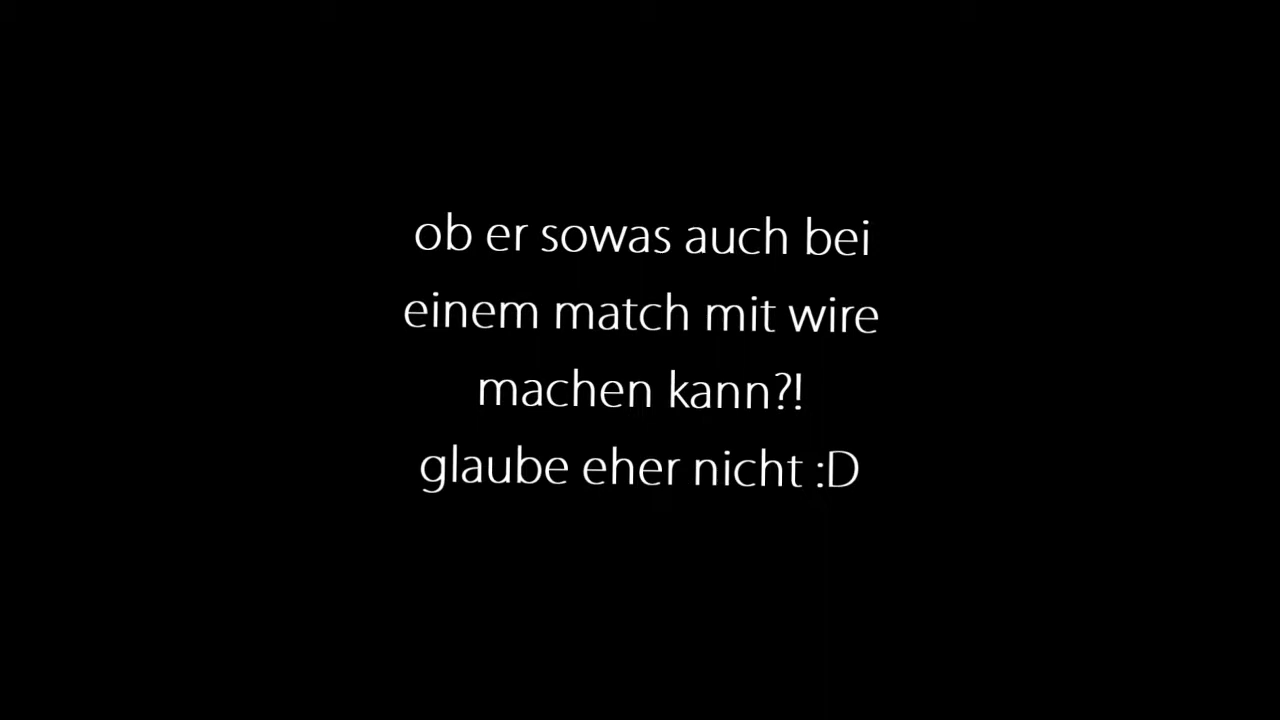 ob er sowas auch bei
einem match mit wire
machen kann?!
glaube eher nicht :D